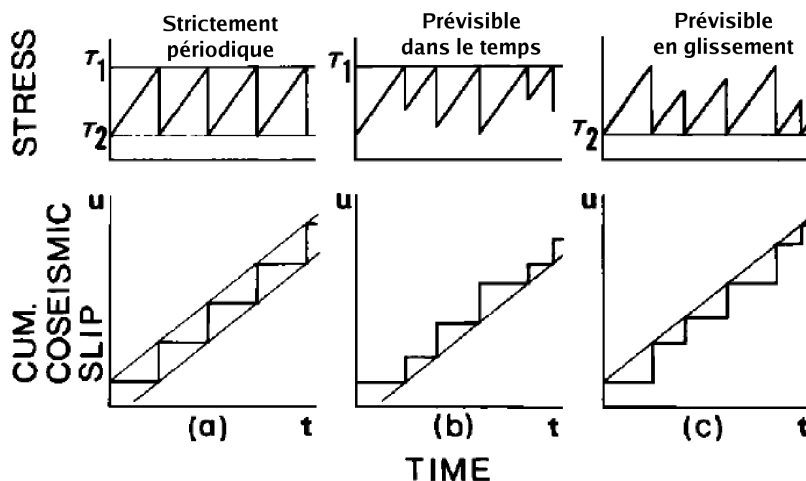 Strictement
périodique
Prévisible
dans le temps
Prévisible
en glissement
STRESS
τ1
τ2
τ1
τ2
CUM.
COSEISMIC
SLIP
u
u
u
(a)
t
(b)
t
(c)
t
TIME